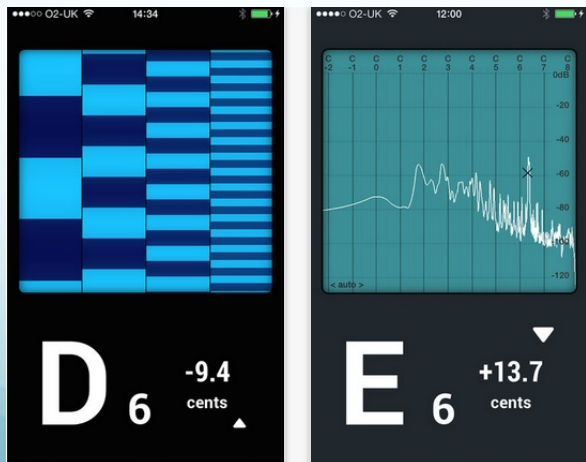 ●●●○○ O2-UK 14:34
D 6 -9.4
cents
●●●●○ O2-UK 12:00
C C C C C C C C C C C
-2 -1 0 1 2 3 4 5 6 7 8
0dB
-20
-40
-60
-80
-100
-120
< auto >
E 6 +13.7
cents